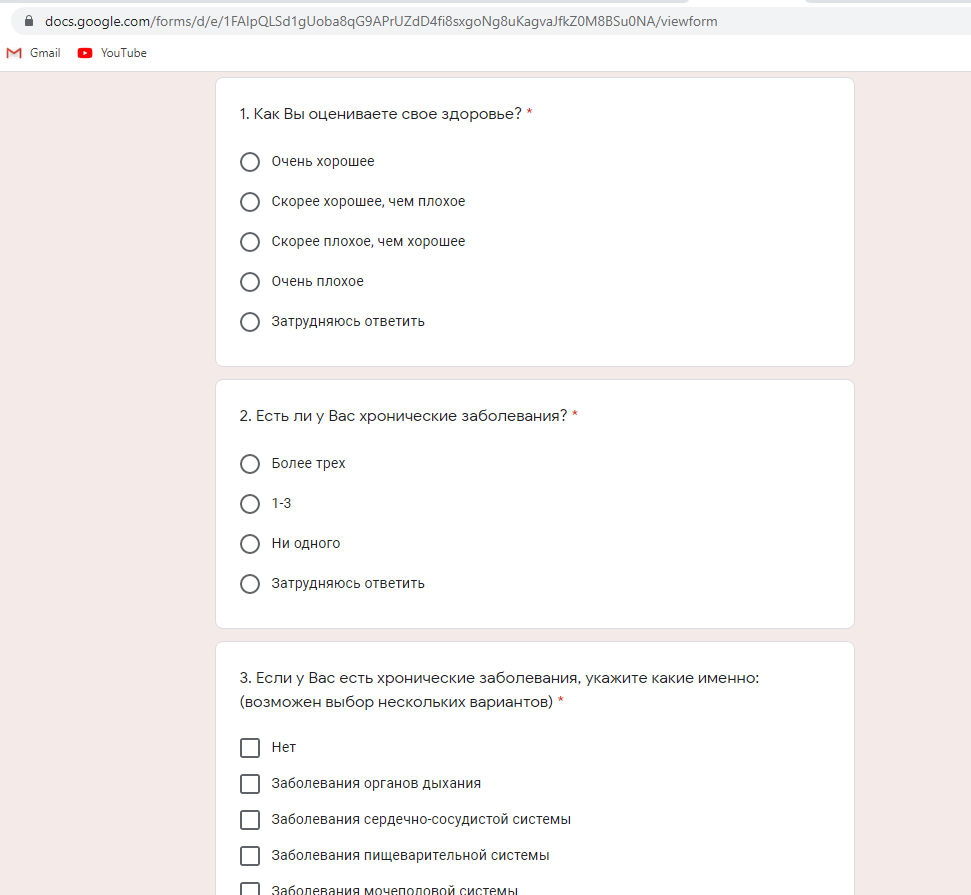 docs.google.com/forms/d/e/1FAIpQLSd1gUoba8qG9APrUZdD4fi8sxgoNg8uKagvaJfkZ0M8BSu0NA/viewform
Gmail YouTube
1. Как Вы оцениваете свое здоровье? *
Очень хорошее
Скорее хорошее, чем плохое
Скорее плохое, чем хорошее
Очень плохое
Затрудняюсь ответить
2. Есть ли у Вас хронические заболевания? *
Более трех
1-3
Ни одного
Затрудняюсь ответить
3. Если у Вас есть хронические заболевания, укажите какие именно:
(возможен выбор нескольких вариантов) *
Нет
Заболевания органов дыхания
Заболевания сердечно-сосудистой системы
Заболевания пищеварительной системы
Заболевания мочеполовой системы